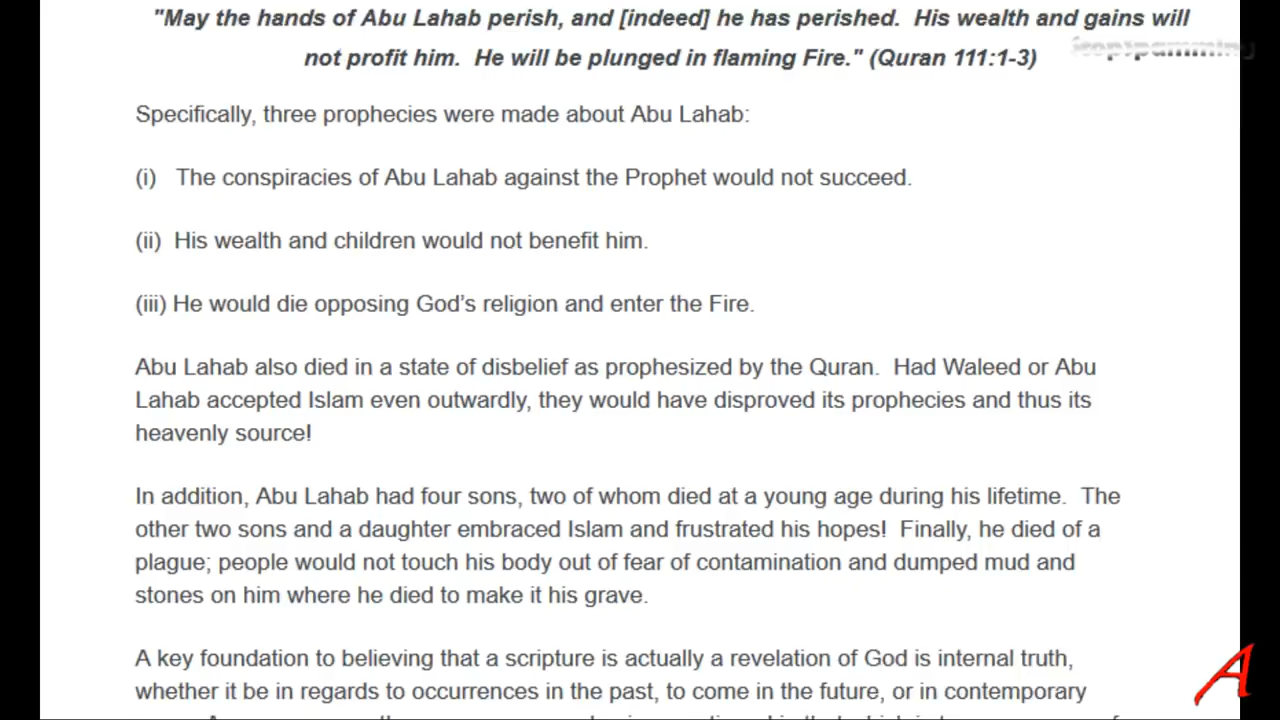 "May the hands of Abu Lahab perish, and [indeed] he has perished.  His wealth and gains will
not profit him.  He will be plunged in flaming Fire." (Quran 111:1-3)
Specifically, three prophecies were made about Abu Lahab:
(i)   The conspiracies of Abu Lahab against the Prophet would not succeed.
(ii)  His wealth and children would not benefit him.
(iii) He would die opposing God’s religion and enter the Fire.
Abu Lahab also died in a state of disbelief as prophesized by the Quran.  Had Waleed or Abu
Lahab accepted Islam even outwardly, they would have disproved its prophecies and thus its
heavenly source!
In addition, Abu Lahab had four sons, two of whom died at a young age during his lifetime.  The
other two sons and a daughter embraced Islam and frustrated his hopes!  Finally, he died of a
plague; people would not touch his body out of fear of contamination and dumped mud and
stones on him where he died to make it his grave.
A key foundation to believing that a scripture is actually a revelation of God is internal truth,
whether it be in regards to occurrences in the past, to come in the future, or in contemporary
A